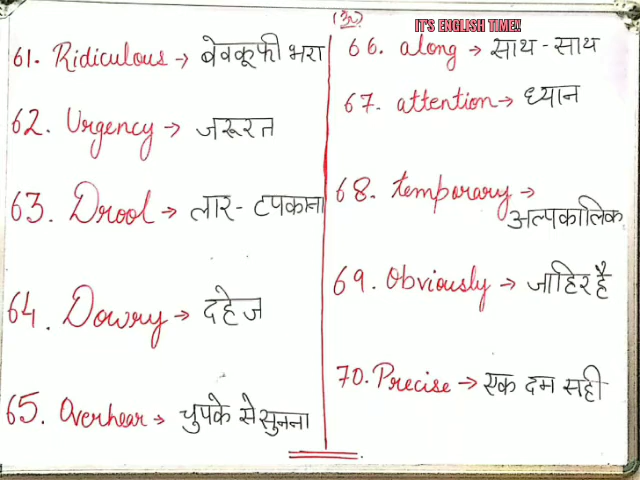 IT'S ENGLISH TIME!!
61. Ridiculous → बेवकूफी भरा
62. Urgency → जरूरत
63. Drool → लार - टपकाना
64. Dowry → दहेज
65. Overhear → चुपके से सुनना
66. along → साथ - साथ
67. attention → ध्यान
68. temporary →
अल्पकालिक
69. Obviously → जाहिर है
70. Precise → एक दम सही